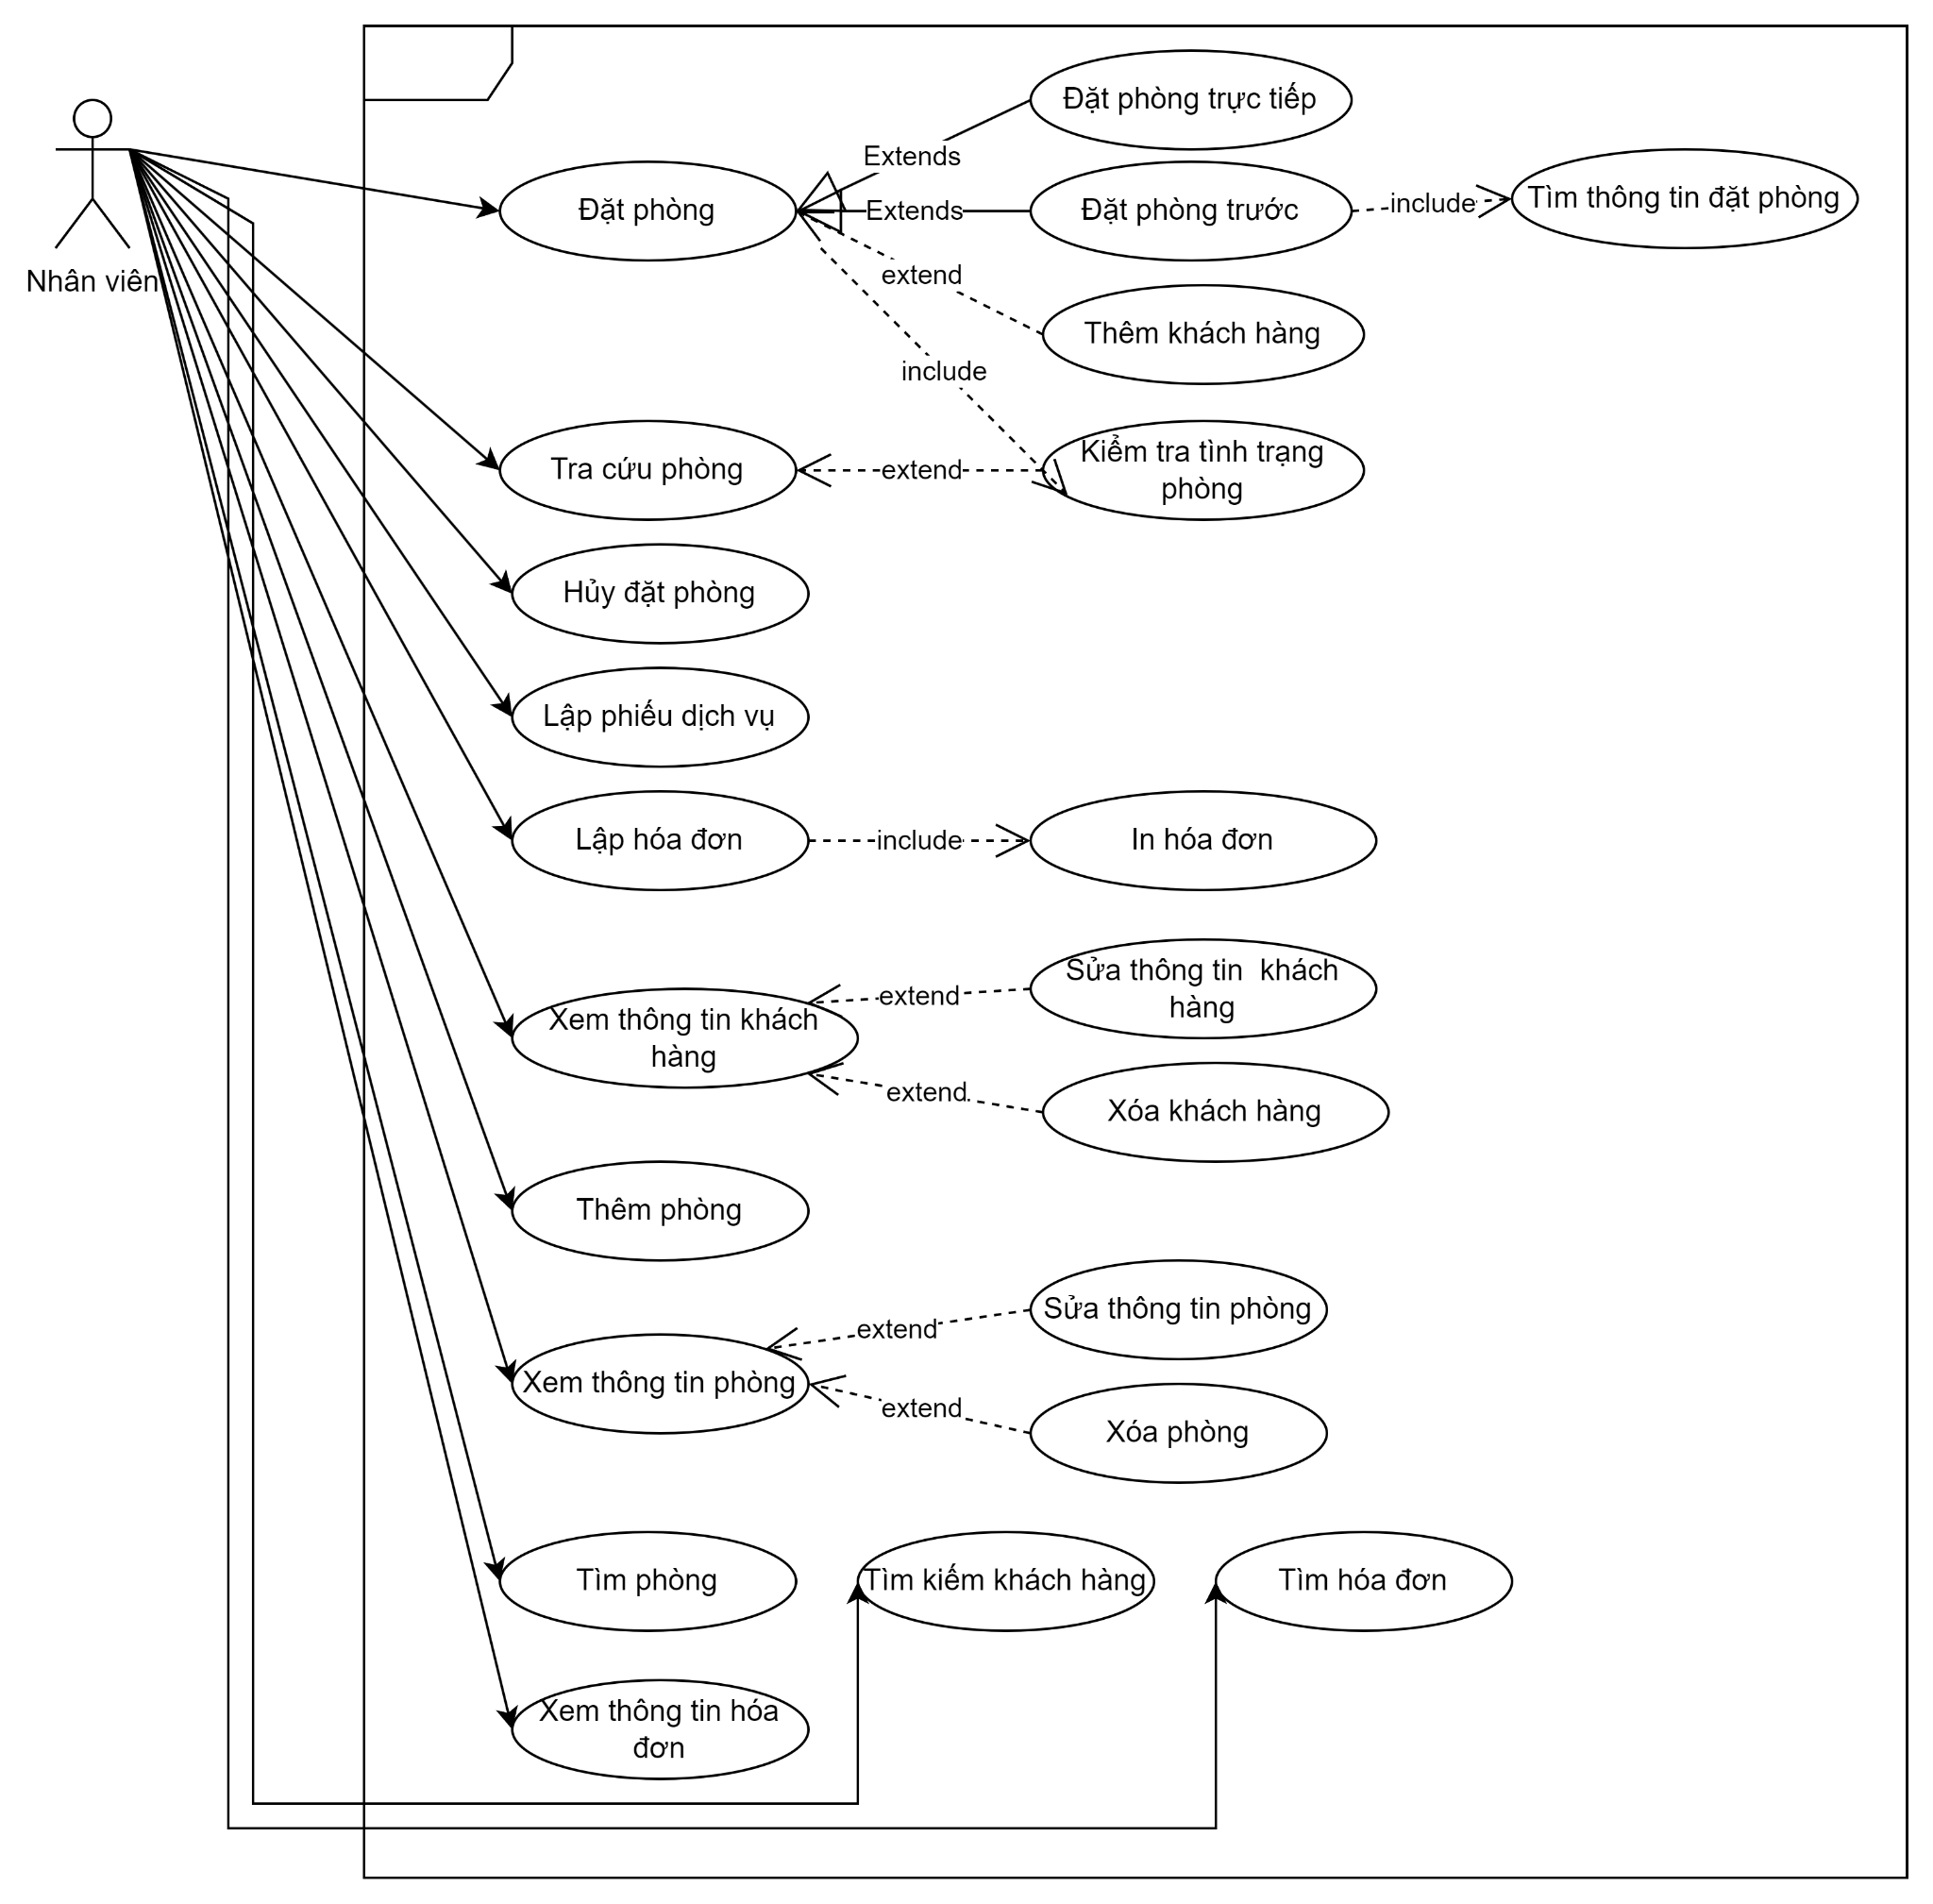 Nhân viên
Đặt phòng trực tiếp
Extends
Đặt phòng
Extends
Đặt phòng trước
include
Tìm thông tin đặt phòng
extend
Thêm khách hàng
include
Tra cứu phòng
extend
Kiểm tra tình trạng
phòng
Hủy đặt phòng
Lập phiếu dịch vụ
Lập hóa đơn
include
In hóa đơn
Sửa thông tin  khách
hàng
extend
Xem thông tin khách
hàng
extend
Xóa khách hàng
Thêm phòng
Sửa thông tin phòng
extend
Xem thông tin phòng
extend
Xóa phòng
Tìm phòng
Tìm kiếm khách hàng
Tìm hóa đơn
Xem thông tin hóa
đơn